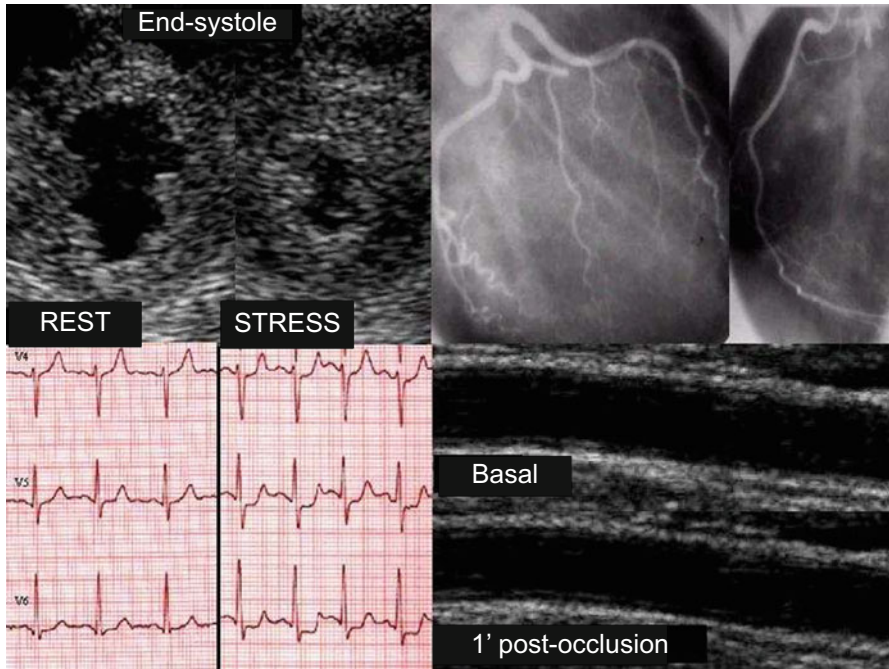 End-systole
REST
STRESS
V4
V5
V6
Basal
1’ post-occlusion